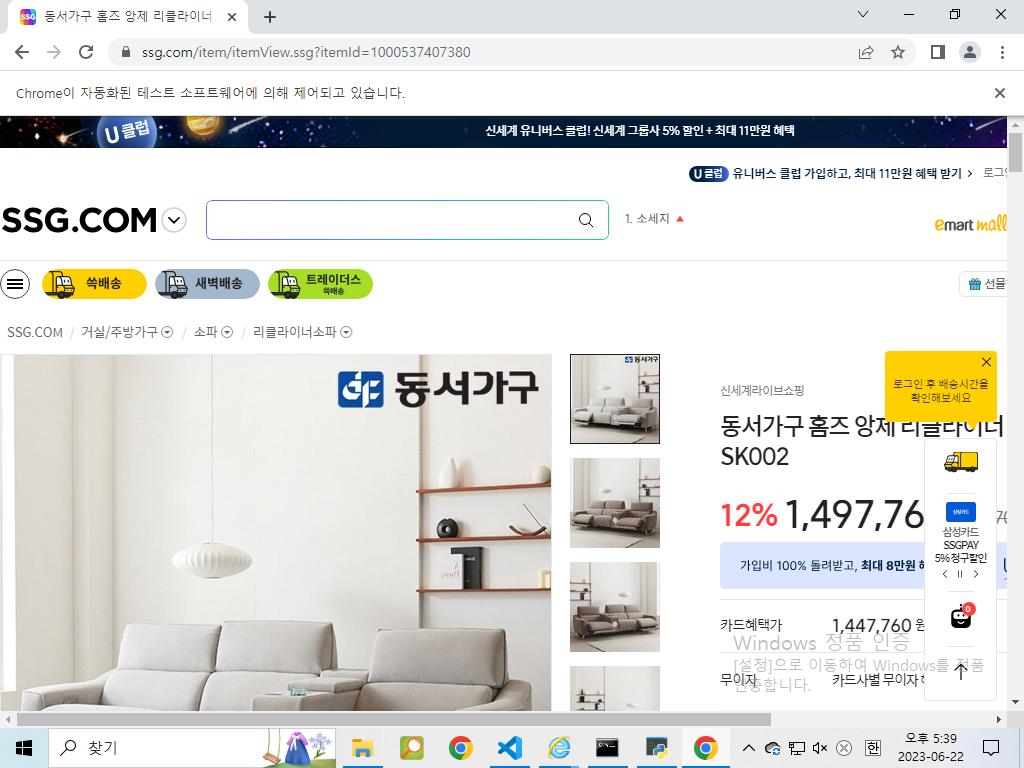 동서가구 홈즈 앙제 리클라이너
ssg.com/item/itemView.ssg?itemId=1000537407380
Chrome이 자동화된 테스트 소프트웨어에 의해 제어되고 있습니다.
U클럽
신세계 유니버스 클럽! 신세계 그룹사 5% 할인 + 최대 11만원 혜택
U 클럽 유니버스 클럽 가입하고, 최대 11만원 혜택 받기 >
SSG.COM
1. 소세지
emart mall
쓱배송
새벽배송
트레이더스
쓱배송
선물
SSG.COM / 거실/주방가구 / 소파 / 리클라이너소파
동서가구
동서가구
신세계라이브쇼핑
로그인 후 배송시간을
확인해보세요
동서가구 홈즈 앙제 리클라이너
SK002
12% 1,497,76
삼성카드
삼성카드
SSGPAY
5% 청구할인
가입비 100% 돌려받고, 최대 8만원
0
카드혜택가 1,447,760 원
무이자 카드사별 무이자
Windows 정품 인증
[설정]으로 이동하여 Windows를 정품
인증합니다.
찾기
한
오후 5:39
2023-06-22